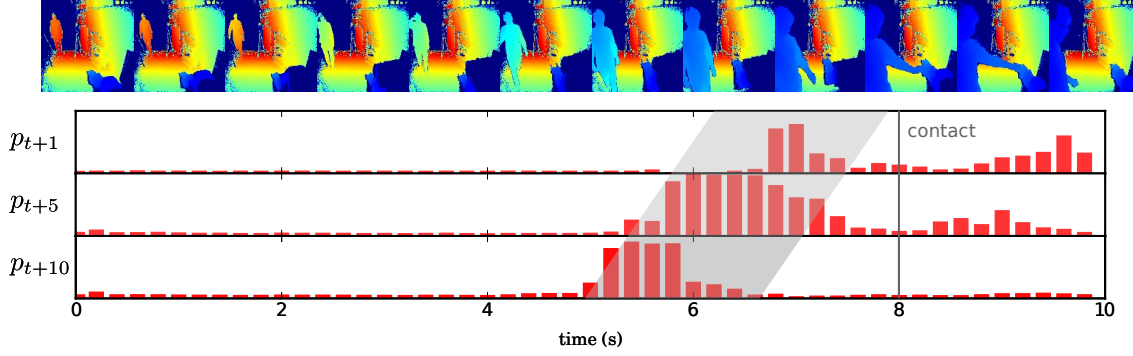 p_{t+1}
contact
p_{t+5}
p_{t+10}
0 2 4 6 8 10
time (s)